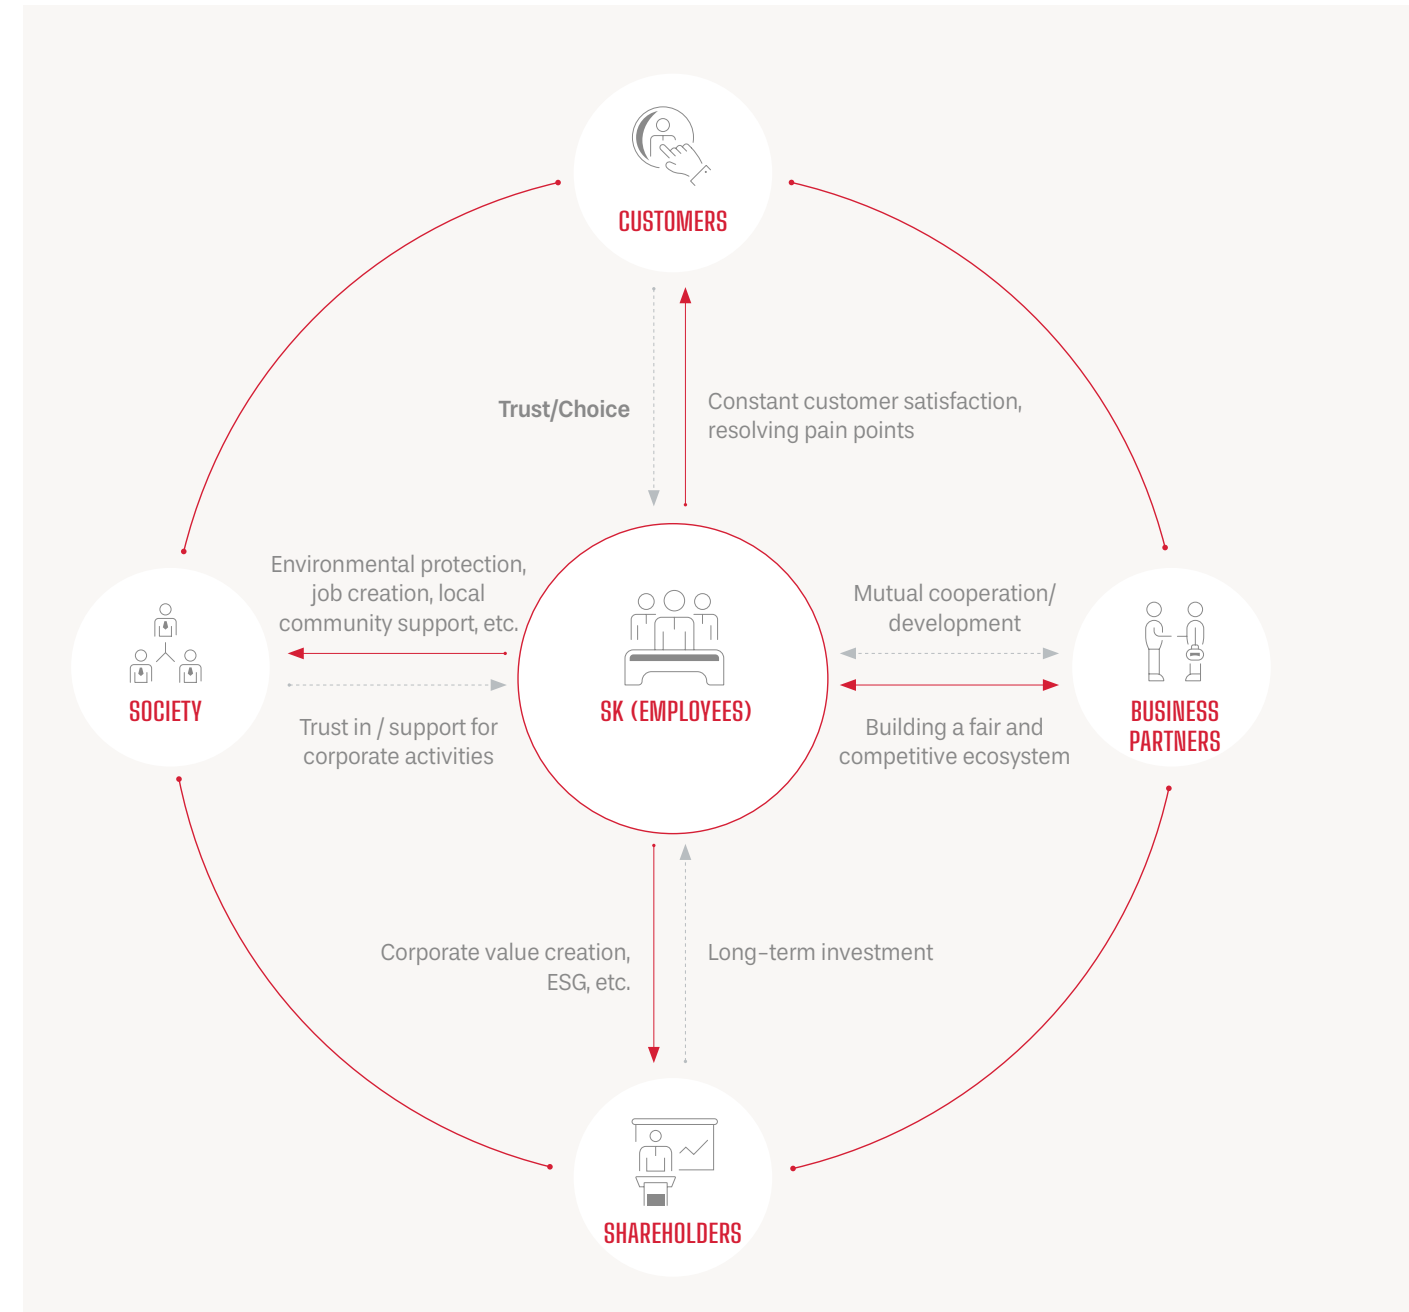 CUSTOMERS
Trust/Choice
Constant customer satisfaction,
resolving pain points
Environmental protection,
job creation, local
community support, etc.
SOCIETY
Trust in / support for
corporate activities
SK (EMPLOYEES)
Mutual cooperation/
development
Building a fair and
competitive ecosystem
BUSINESS
PARTNERS
Corporate value creation,
ESG, etc.
Long-term investment
SHAREHOLDERS